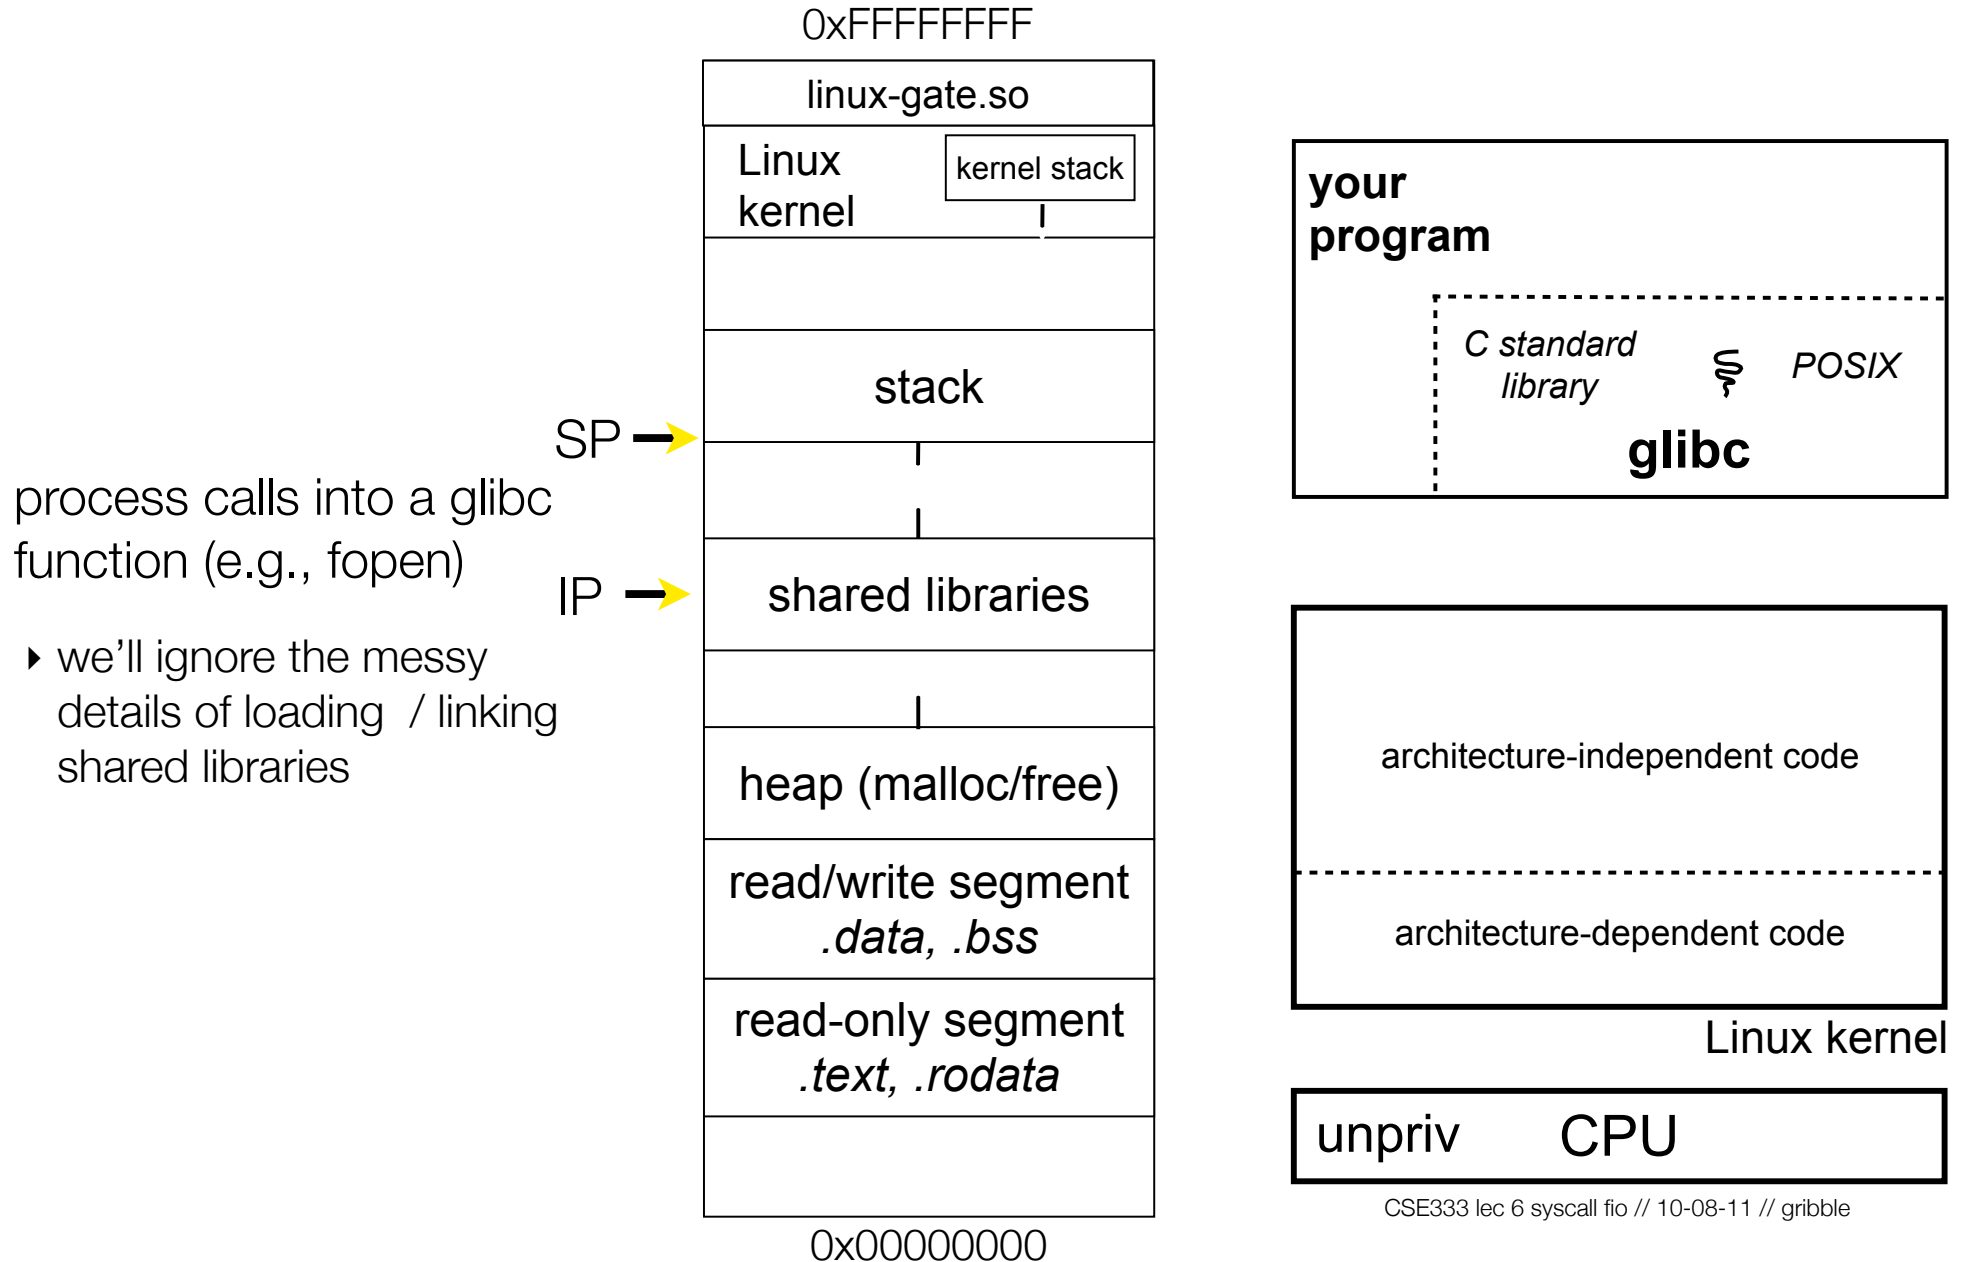 0xFFFFFFFF
linux-gate.so
Linux
kernel
kernel stack
stack
SP
process calls into a glibc
function (e.g., fopen)
IP
shared libraries
▸ we'll ignore the messy
details of loading / linking
shared libraries
heap (malloc/free)
read/write segment
.data, .bss
read-only segment
.text, .rodata
0x00000000
your
program
C standard
library
POSIX
glibc
architecture-independent code
architecture-dependent code
Linux kernel
unpriv CPU
CSE333 lec 6 syscall fio // 10-08-11 // gribble